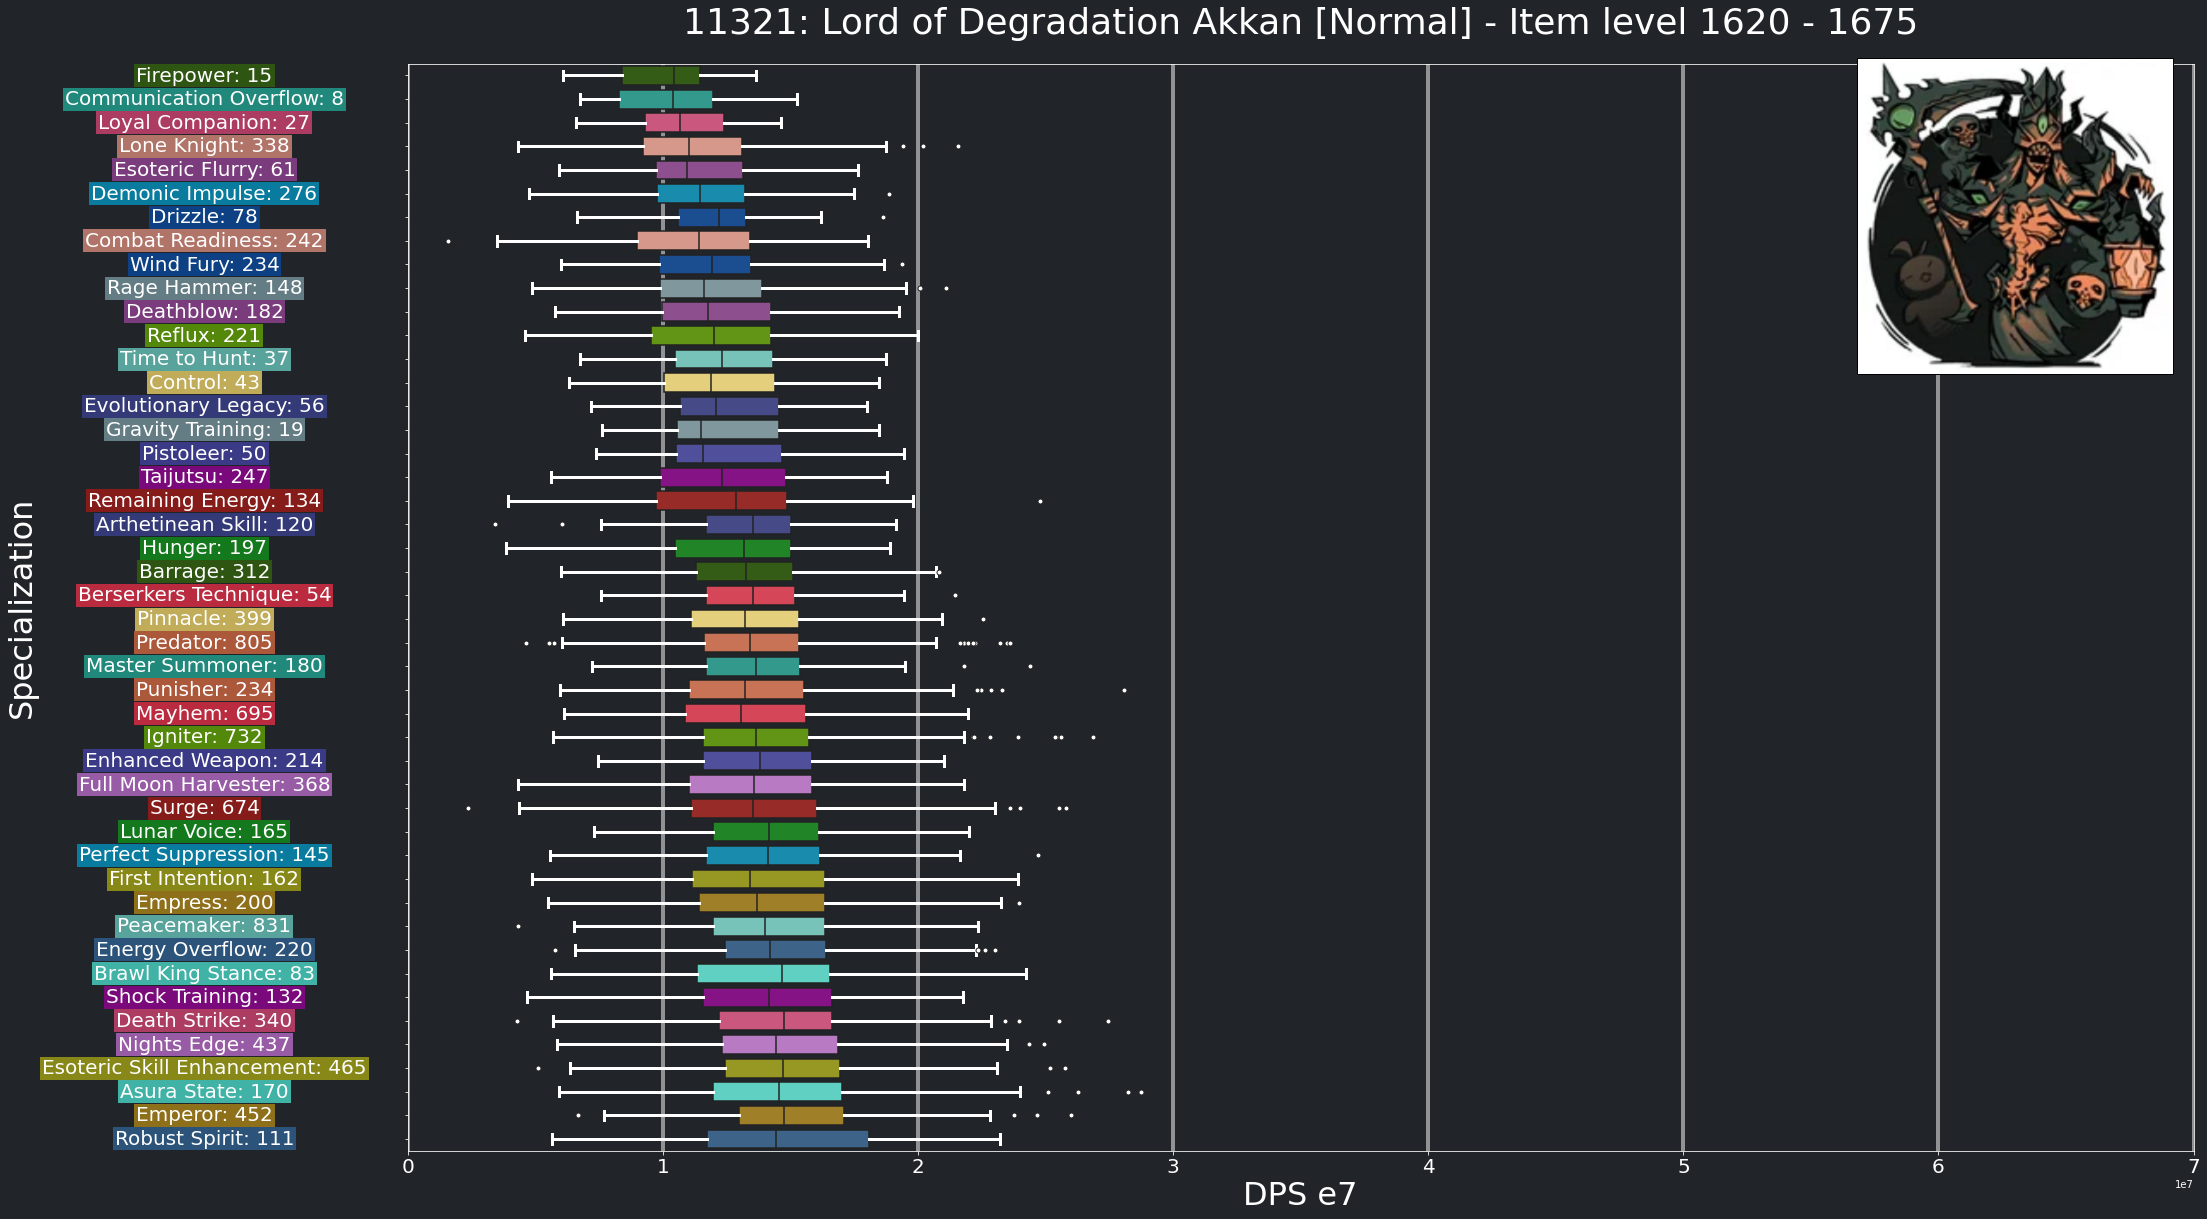 11321: Lord of Degradation Akkan [Normal] - Item level 1620 - 1675
Specialization
Firepower: 15
Communication Overflow: 8
Loyal Companion: 27
Lone Knight: 338
Esoteric Flurry: 61
Demonic Impulse: 276
Drizzle: 78
Combat Readiness: 242
Wind Fury: 234
Rage Hammer: 148
Deathblow: 182
Reflux: 221
Time to Hunt: 37
Control: 43
Evolutionary Legacy: 56
Gravity Training: 19
Pistoleer: 50
Taijutsu: 247
Remaining Energy: 134
Arthetinean Skill: 120
Hunger: 197
Barrage: 312
Berserkers Technique: 54
Pinnacle: 399
Predator: 805
Master Summoner: 180
Punisher: 234
Mayhem: 695
Igniter: 732
Enhanced Weapon: 214
Full Moon Harvester: 368
Surge: 674
Lunar Voice: 165
Perfect Suppression: 145
First Intention: 162
Empress: 200
Peacemaker: 831
Energy Overflow: 220
Brawl King Stance: 83
Shock Training: 132
Death Strike: 340
Nights Edge: 437
Esoteric Skill Enhancement: 465
Asura State: 170
Emperor: 452
Robust Spirit: 111
0 1 2 3 4 5 6 7
1e7
DPS e7